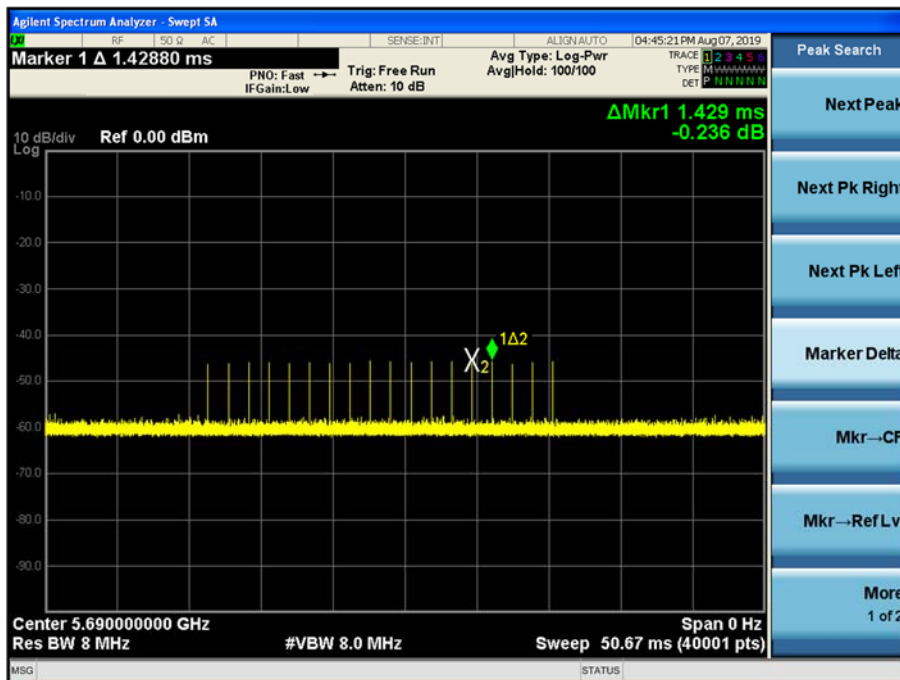 Agilent Spectrum Analyzer - Swept SA
RF 50 Ω AC SENSE:INT ALIGN AUTO 04:45:21 PM Aug 07, 2019
Marker 1 Δ 1.42880 ms
PNO: Fast
IFGain:Low
Trig: Free Run
Atten: 10 dB
Avg Type: Log-Pwr
Avg|Hold: 100/100
TRACE 1 2 3 4 5 6
TYPE M W W W W W
DET P N N N N N
ΔMkr1 1.429 ms
-0.236 dB
10 dB/div Ref 0.00 dBm
Log
-10.0
-20.0
-30.0
-40.0
-50.0
-60.0
-70.0
-80.0
-90.0
1Δ2
X2
Center 5.690000000 GHz Span 0 Hz
Res BW 8 MHz #VBW 8.0 MHz Sweep 50.67 ms (40001 pts)
MSG STATUS
Peak Search
Next Peak
Next Pk Right
Next Pk Left
Marker Delta
Mkr→CF
Mkr→Ref Lv
More
1 of 2